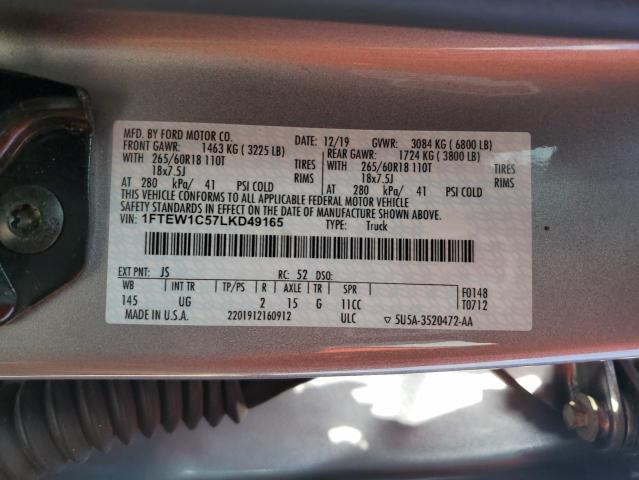 MFD. BY FORD MOTOR CO. DATE: 12/19 GVWR: 3084 KG ( 6800 LB)
FRONT GAWR: 1463 KG ( 3225 LB) REAR GAWR: 1724 KG ( 3800 LB)
WITH 265/60R18 110T TIRES WITH 265/60R18 110T TIRES
18x7.5J RIMS 18x7.5J RIMS
AT 280 kPa/ 41 PSI COLD AT 280 kPa/ 41 PSI COLD
THIS VEHICLE CONFORMS TO ALL APPLICABLE FEDERAL MOTOR VEHICLE
SAFETY STANDARDS IN EFFECT ON THE DATE OF MANUFACTURE SHOWN ABOVE.
VIN: 1FTEW1C57LKD49165 TYPE: Truck
EXT PNT: JS RC: 52 DSO:
WB INT TR TP/PS R AXLE TR SPR F0148
145 UG 2 15 G 11CC T0712
MADE IN U.S.A. 2201912160912 ULC ▽ 5U5A-3520472-AA